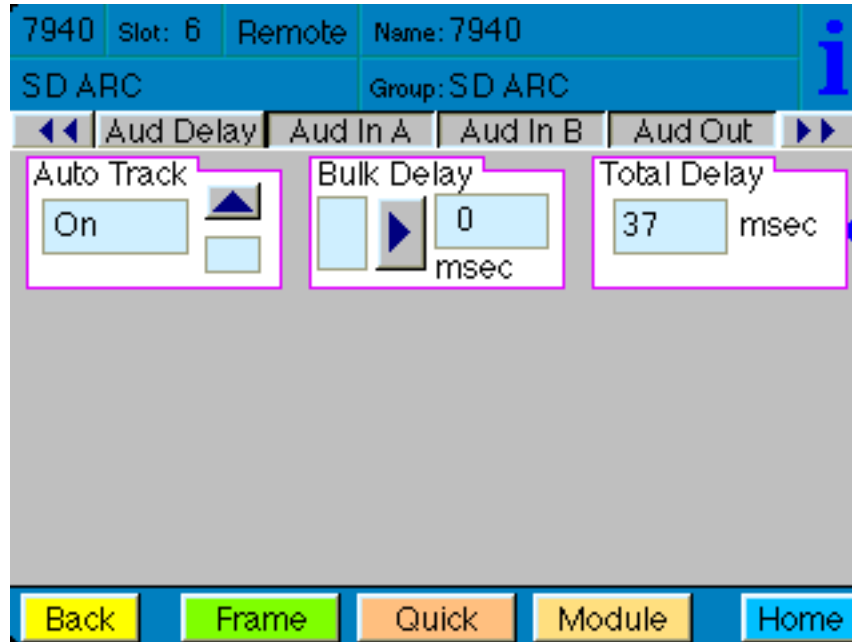 7940 Slot: 6 Remote Name: 7940 i
SD ARC Group: SD ARC
Aud Delay Aud In A Aud In B Aud Out
Auto Track Bulk Delay Total Delay
On 0 37 msec
msec
Back Frame Quick Module Home